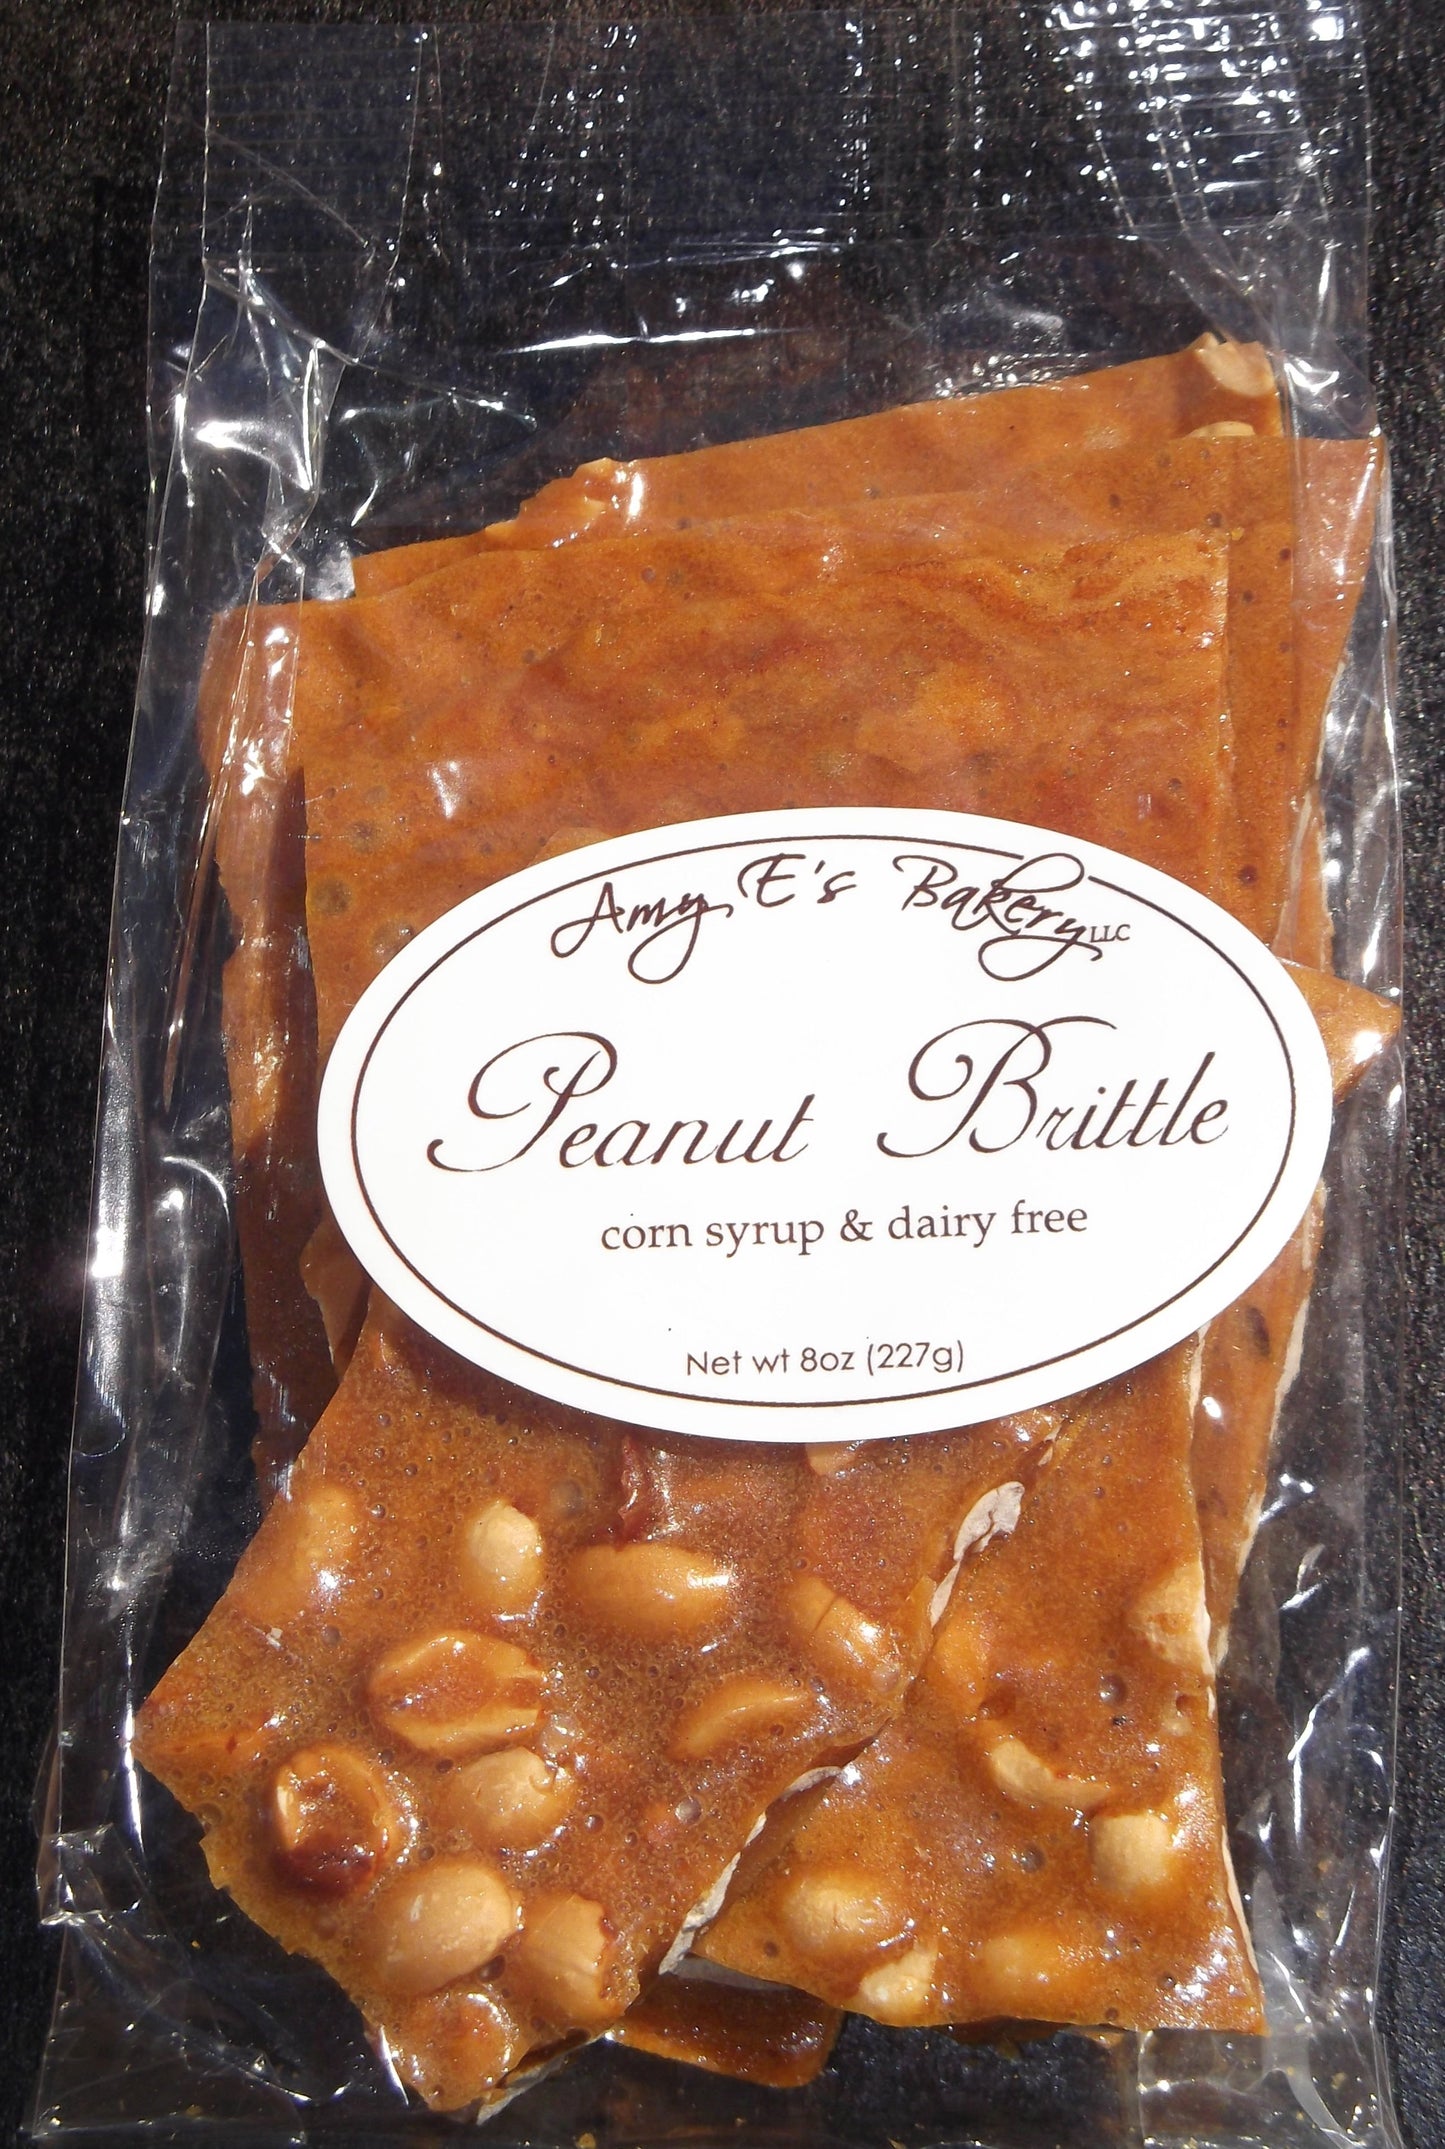 Amy E's Bakery LLC
Peanut Brittle
corn syrup & dairy free
Net wt 8oz (227g)